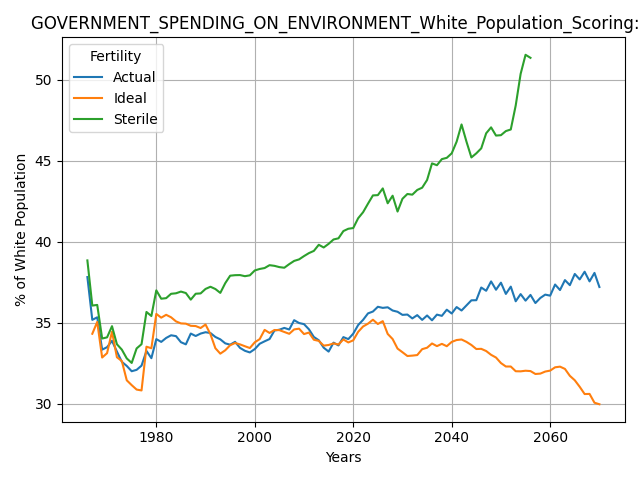 GOVERNMENT_SPENDING_ON_ENVIRONMENT_White_Population_Scoring:
Fertility
Actual
Ideal
Sterile
% of White Population
50
45
40
35
30
1980
2000
2020
2040
2060
Years